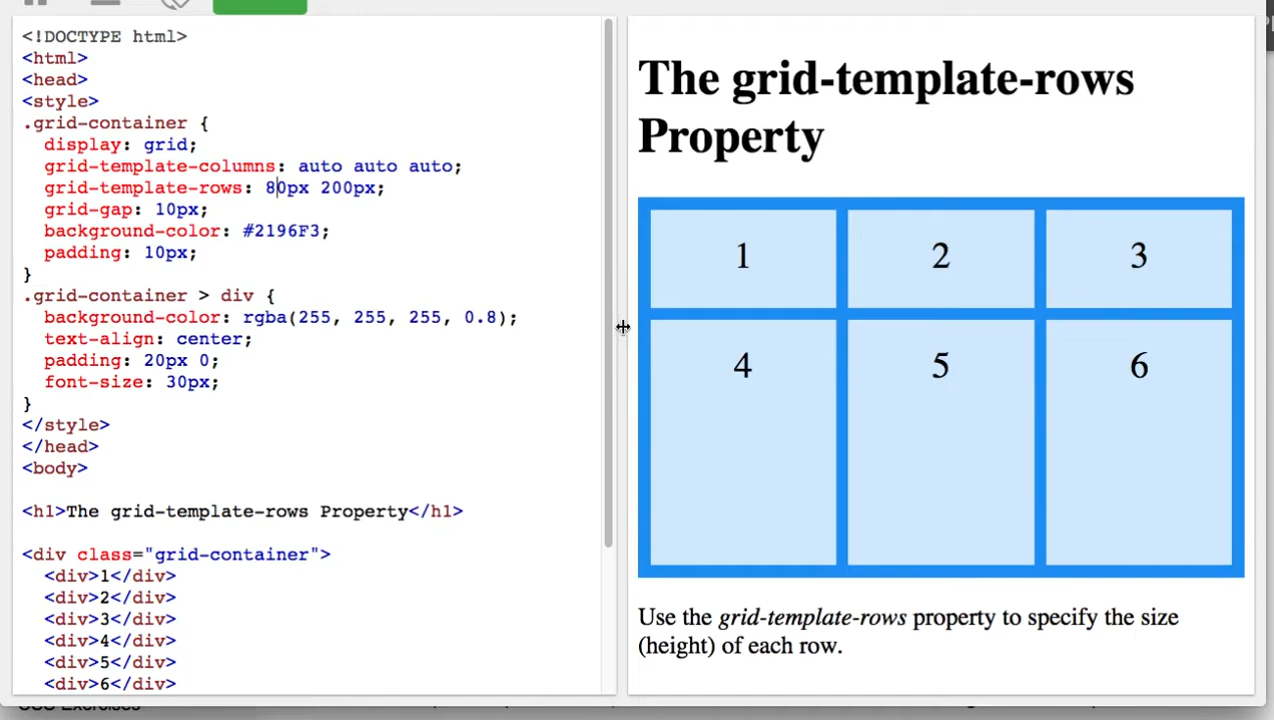 <!DOCTYPE html>
<html>
<head>
<style>
.grid-container {
  display: grid;
  grid-template-columns: auto auto auto;
  grid-template-rows: 80px 200px;
  grid-gap: 10px;
  background-color: #2196F3;
  padding: 10px;
}
.grid-container > div {
  background-color: rgba(255, 255, 255, 0.8);
  text-align: center;
  padding: 20px 0;
  font-size: 30px;
}
</style>
</head>
<body>
<h1>The grid-template-rows Property</h1>
<div class="grid-container">
  <div>1</div>
  <div>2</div>
  <div>3</div>
  <div>4</div>
  <div>5</div>
  <div>6</div>
The grid-template-rows
Property
1 2 3
4 5 6
Use the grid-template-rows property to specify the size
(height) of each row.